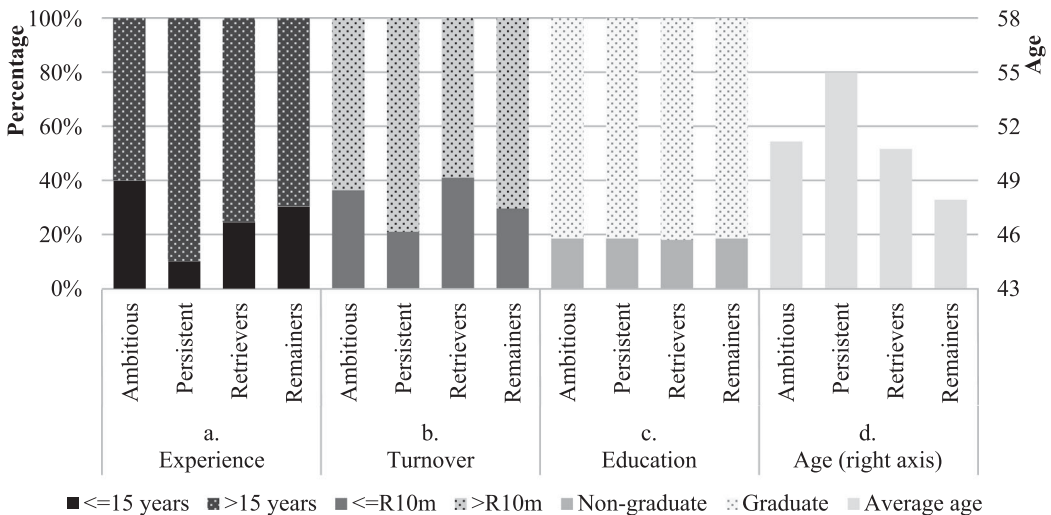 100%
80%
60%
40%
20%
0%
Percentage
58
55
52
49
46
43
Age
Ambitious
Persistent
Retrievers
Remainers
Ambitious
Persistent
Retrievers
Remainers
Ambitious
Persistent
Retrievers
Remainers
Ambitious
Persistent
Retrievers
Remainers
a.
Experience
b.
Turnover
c.
Education
d.
Age (right axis)
<=15 years >15 years <=R10m >R10m Non-graduate Graduate Average age